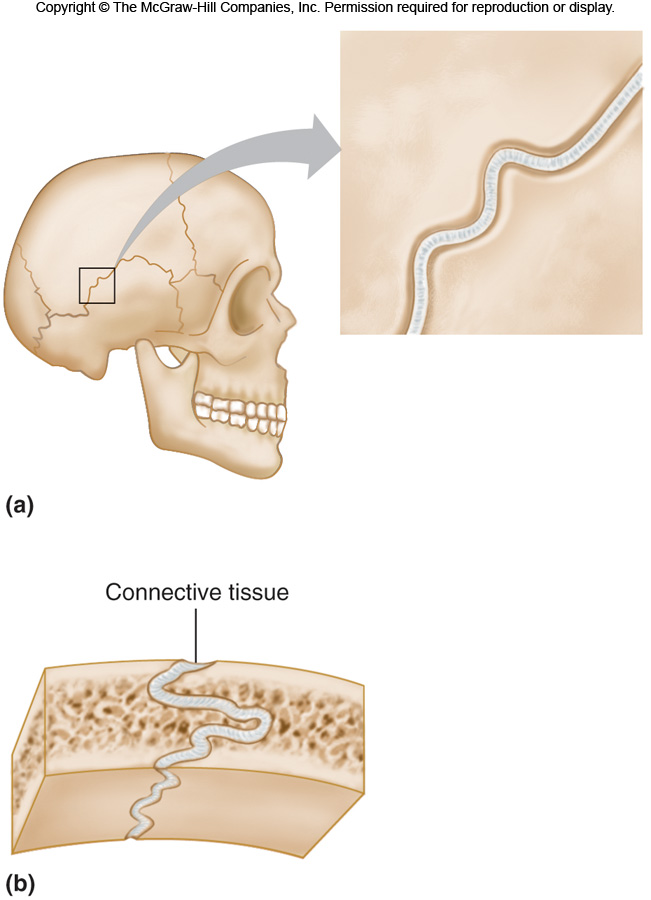 Copyright © The McGraw-Hill Companies, Inc. Permission required for reproduction or display.
(a)
Connective tissue
(b)